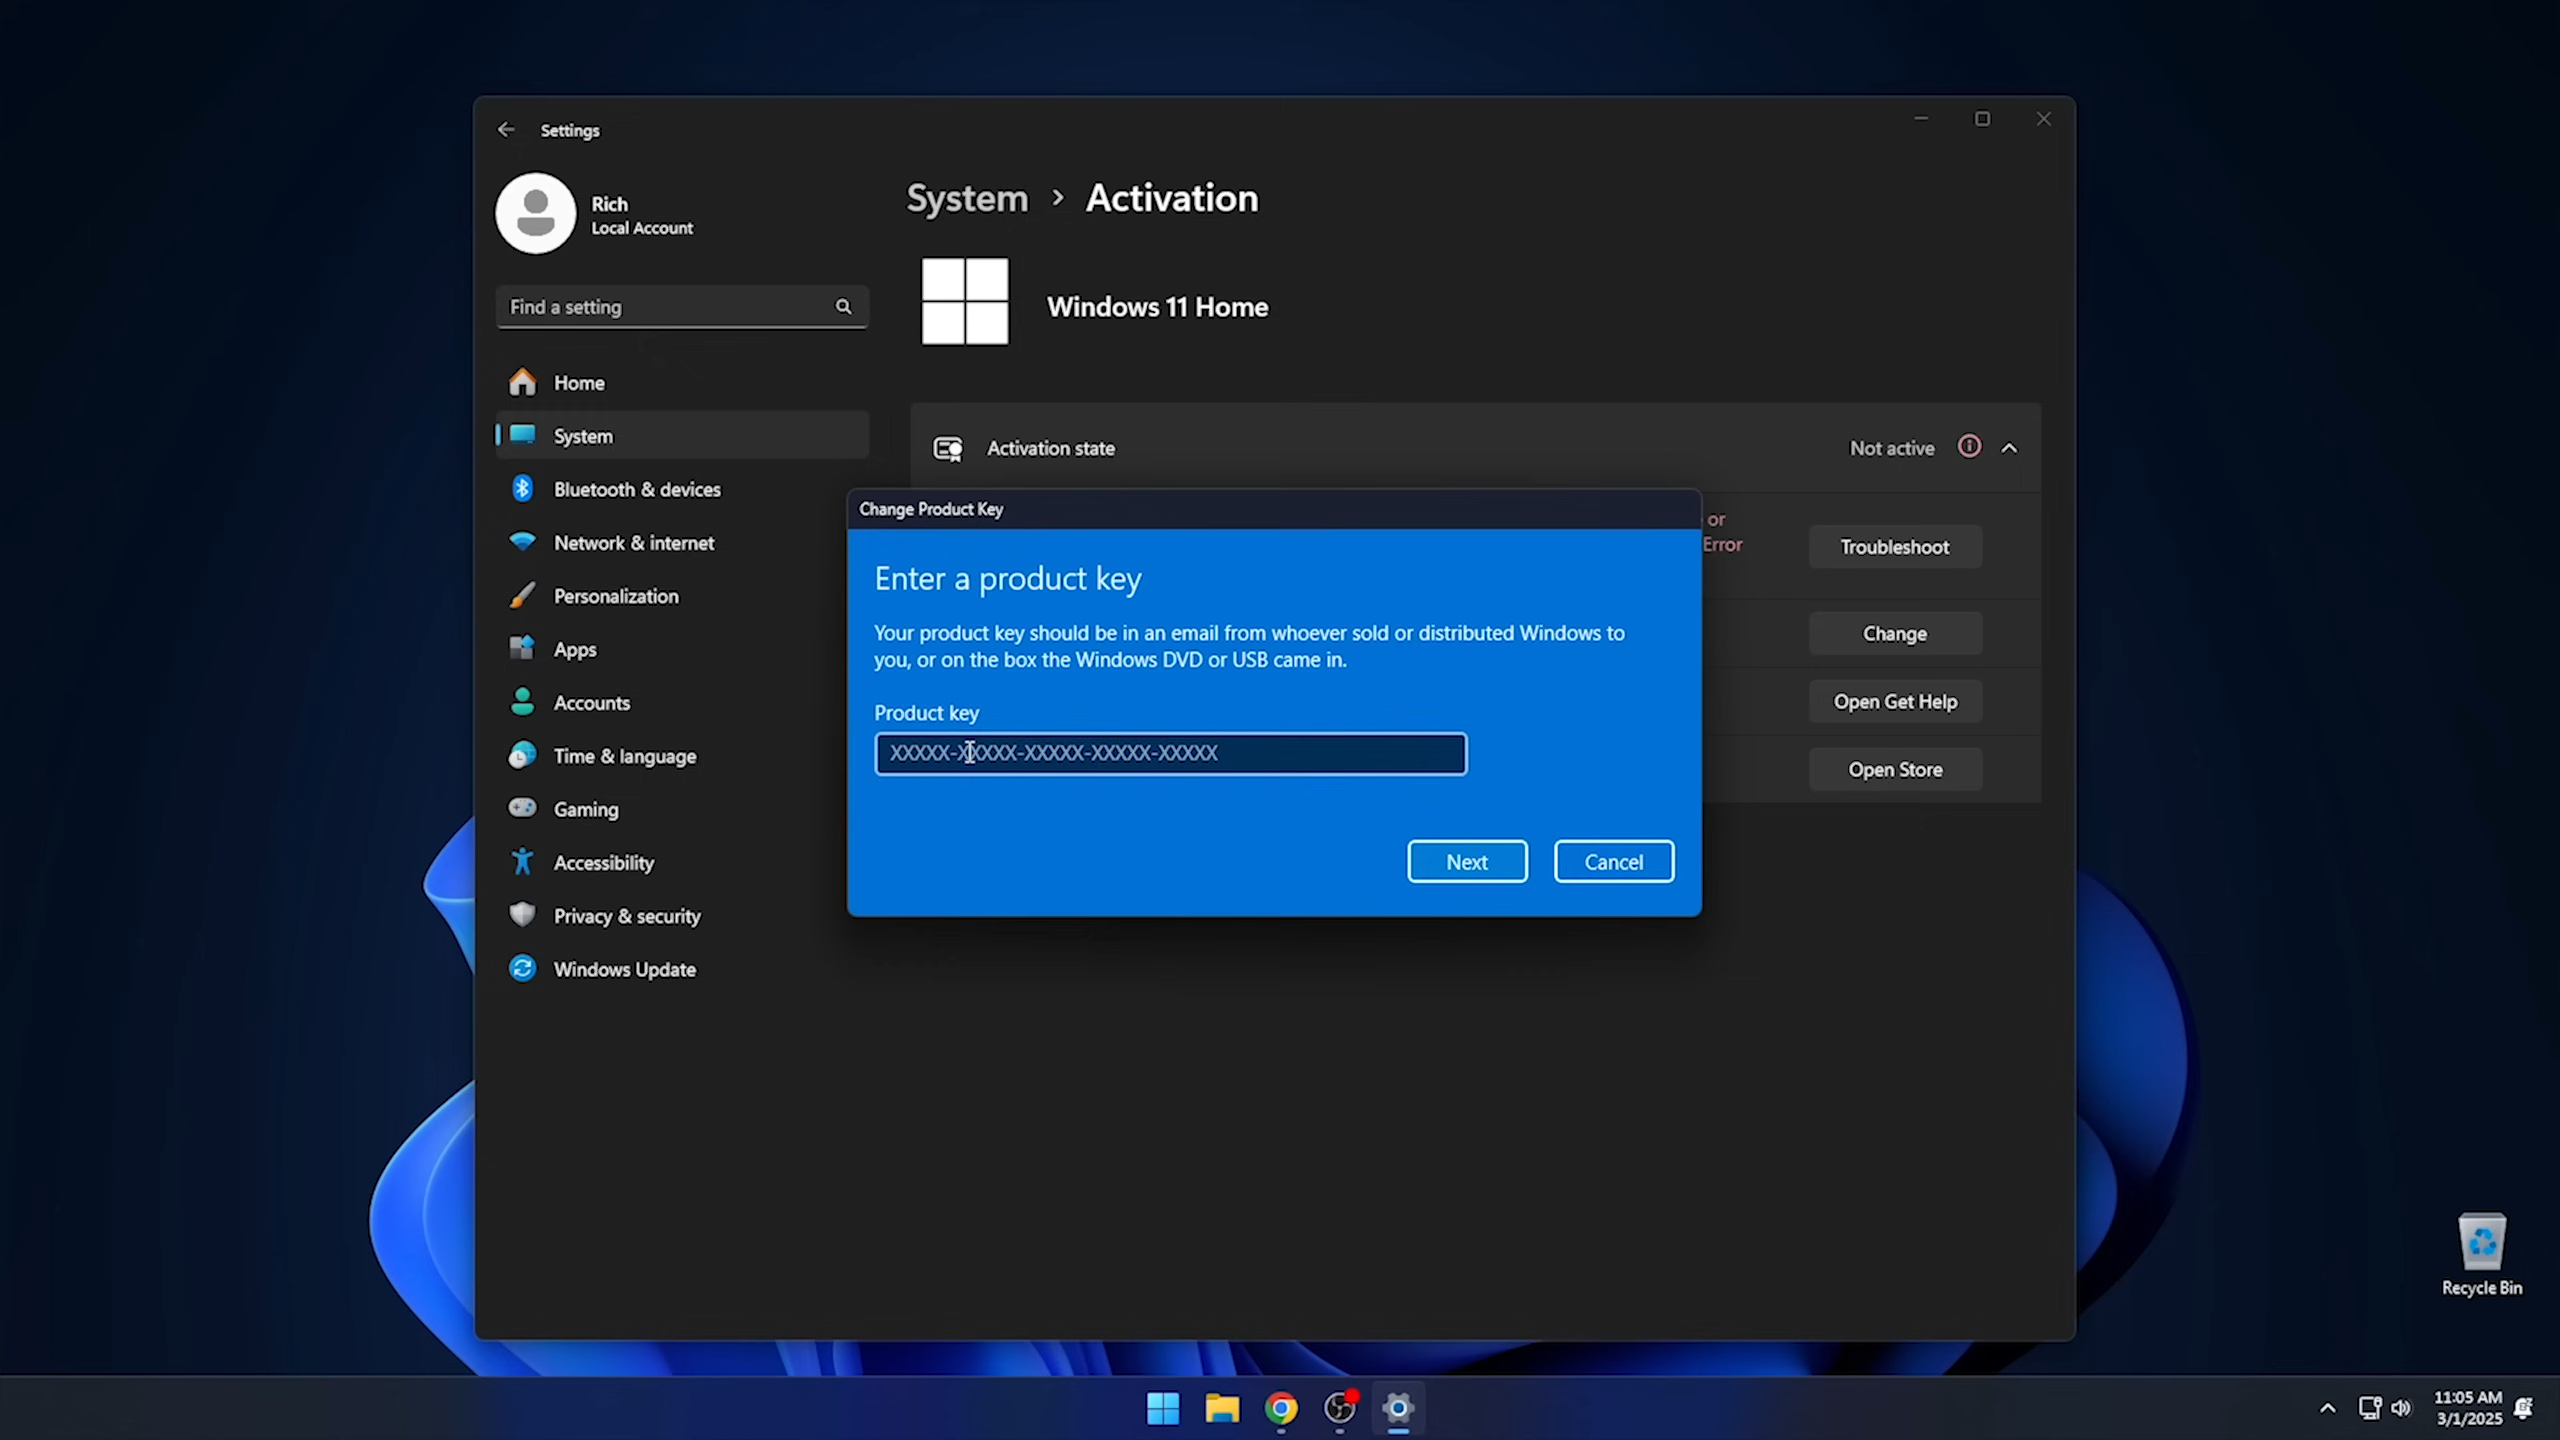 Settings
Rich
Local Account
Find a setting
Home
System
Bluetooth & devices
Network & internet
Personalization
Apps
Accounts
Time & language
Gaming
Accessibility
Privacy & security
Windows Update
System > Activation
Windows 11 Home
Activation state
Not active
or
Error
Troubleshoot
Change
Open Get Help
Open Store
Change Product Key
Enter a product key
Your product key should be in an email from whoever sold or distributed Windows to
you, or on the box the Windows DVD or USB came in.
Product key
XXXXX-XXXXX-XXXXX-XXXXX-XXXXX
Next
Cancel
Recycle Bin
11:05 AM
3/1/2025